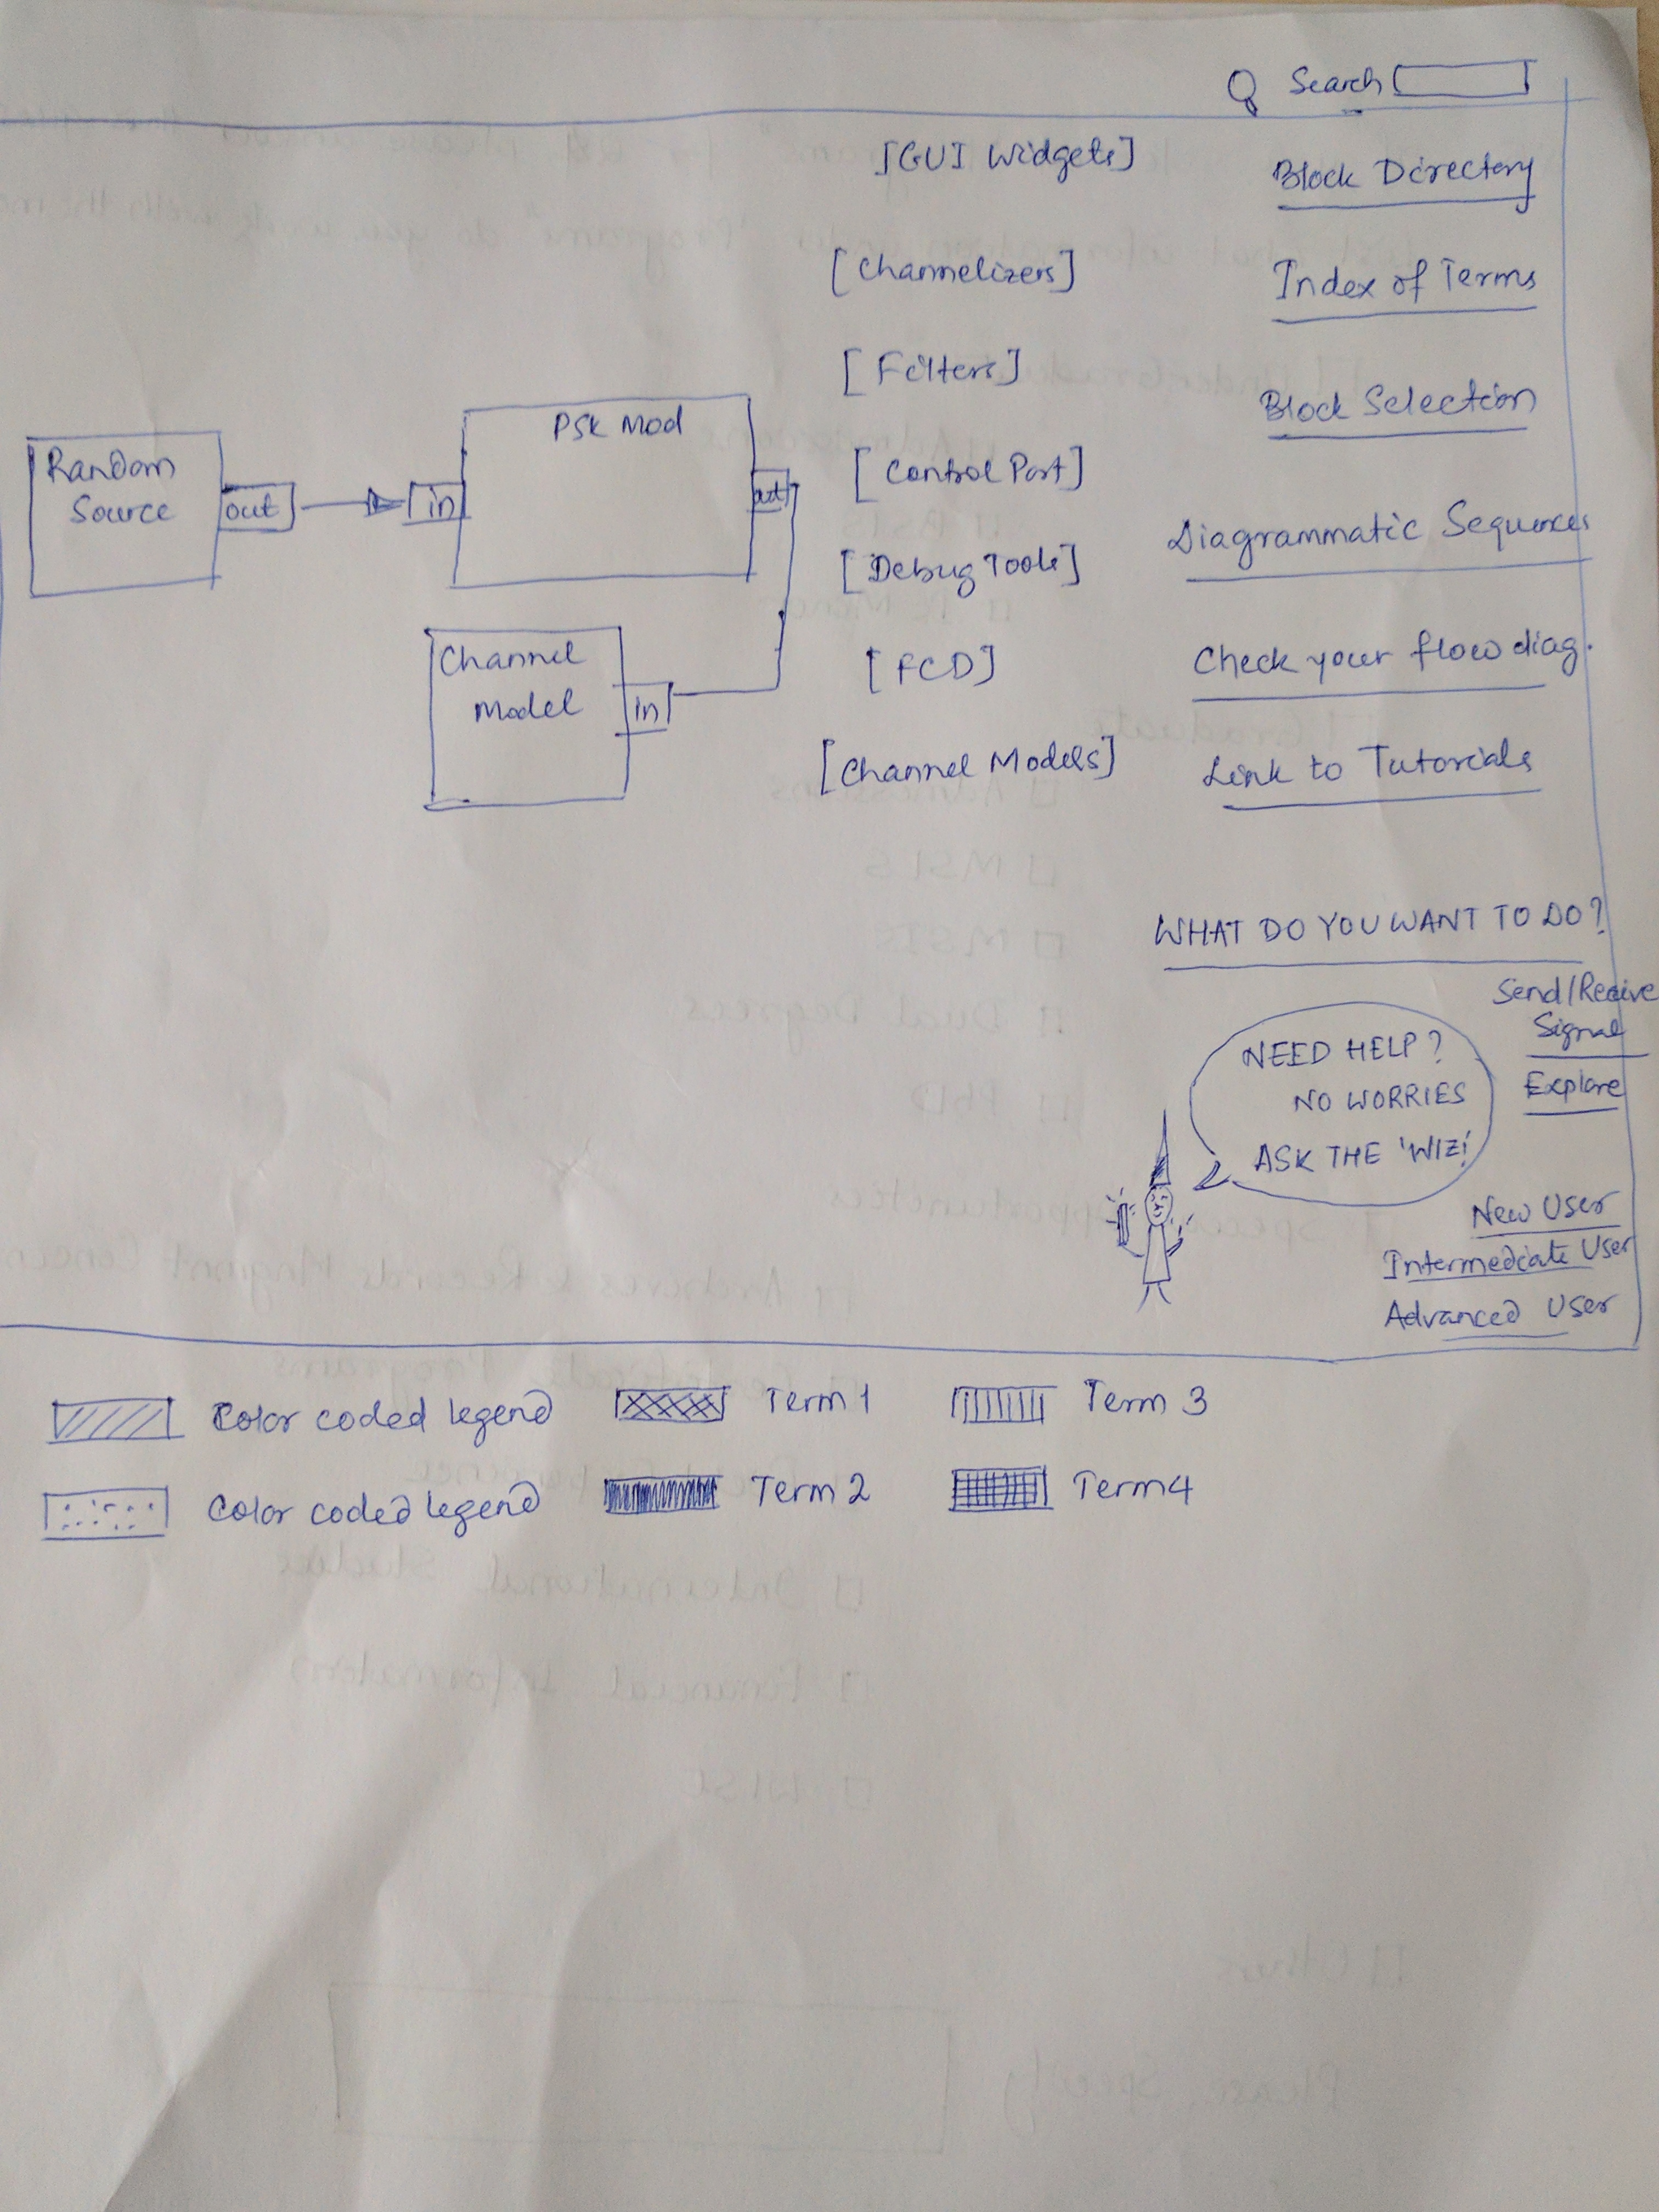 Search
[GUI Widgets]
Block Directory
[Channelizers]
Index of Terms
[Filters]
Block Selection
Random
Source
out
in
PSK Mod
out
[Control Port]
Diagrammatic Sequences
[Debug Tools]
Channel
Model
in
[FCD]
Check your flow diag.
[Channel Models]
Link to Tutorials
WHAT DO YOU WANT TO DO?
Send/Receive
Signal
Explore
NEED HELP?
NO WORRIES
ASK THE 'WIZ!
New User
Intermediate User
Advanced User
Color coded legend
Term 1
Term 3
Color coded legend
Term 2
Term 4